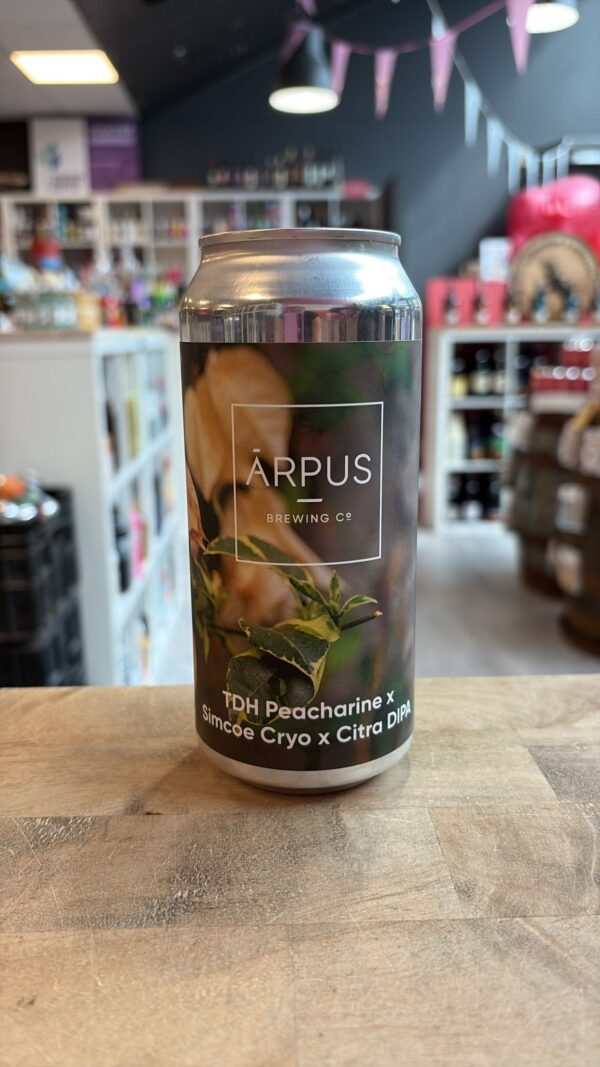 ĀRPUS
BREWING Cº
TDH Peacharine x
Simcoe Cryo x Citra DIPA